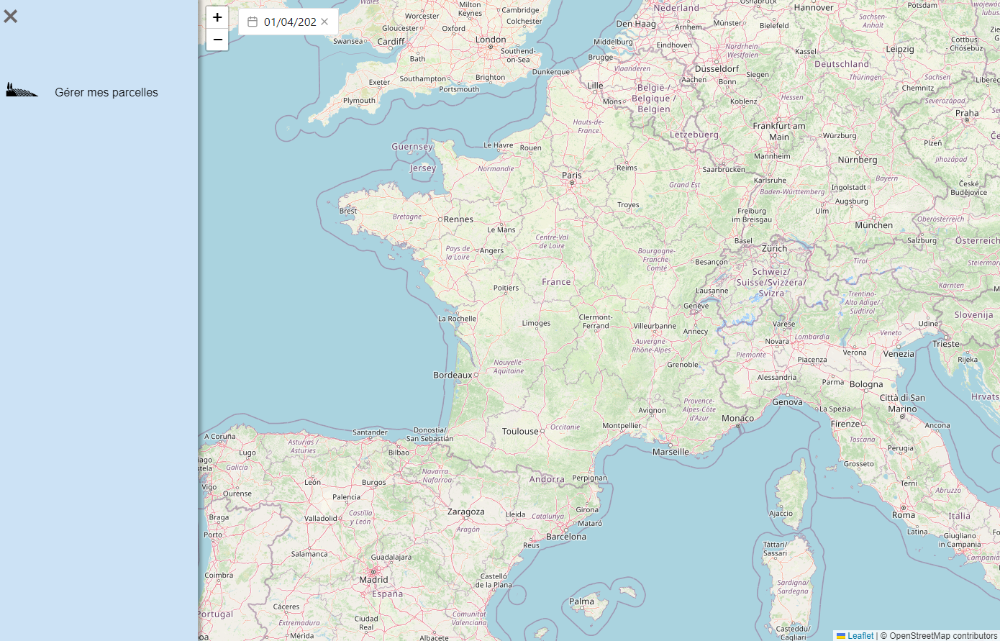 +
−
01/04/202
Gérer mes parcelles
Wales
Milton
Keynes
Cambridge
Worcester
Colchester
Gloucester
Oxford
Swansea
Cardiff
London
Southend-
on-Sea
Bath
Southampton
Brighton
Portsmouth
Exeter
Plymouth
Nederland
Den Haag
Arnhem
Münster
Bielefeld
Hannover
Potsdam
Sachsen-
Anhalt
Cottbus -
Chóśebuz
Leipzig
Middelburg
Eindhoven
Brugge
Nordrhein-
Westfalen
Kassel
Dunkerque
Vlaanderen
Düsseldorf
Deutschland
Aachen
Bonn
Siegen
Thüringen
Sachsen
Chemnitz
Liberec
Lille
Mons
België /
Belgique /
Belgien
Koblenz
Hessen
Praha
Hauts-de-
France
Lëtzebuerg
Frankfurt am
Main
Würzburg
Plzeň
Guernsey
Jersey
Le Havre
Rouen
Normandie
Reims
Mannheim
Saarbrücken
Nürnberg
Jihozápad
Paris
Grand Est
Karlsruhe
Bayern
Baden-Württemberg
Ingolstadt
České
Budějovice
Brest
Bretagne
Rennes
Troyes
Freiburg
im Breisgau
Ulm
Augsburg
München
Oberösterreich
Le Mans
Centre-Val
de Loire
Basel
Zürich
Salzburg
Österreich
Pays de
la Loire
Angers
Bourgogne-
Franche-
Comté
Besançon
Tirol
Schweiz/
Suisse/Svizzera/
Svizra
Kärnten
France
Poitiers
Lausanne
Trentino-
Alto Adige/
Südtirol
La Rochelle
Limoges
Clermont-
Ferrand
Genève
Villeurbanne
Annecy
Varese
Udine
Slovenija
Auvergne-
Rhône-Alpes
Novara
Lombardia
Veneto
Trieste
Piemonte
Piacenza
Verona
Venezia
Rijeka
Nouvelle-
Aquitaine
Bordeaux
Grenoble
Alessandria
Parma
Bologna
Provence-
Alpes-Côte
d'Azur
Genova
La Spezia
Città di San
Marino
Hrvats
Avignon
Monaco
Firenze
Ancona
Toulouse
Occitanie
Montpellier
Marseille
Toscana
Perugia
A Coruña
Santander
Donostia/
San Sebastián
Asturias /
Asturies
Lugo
Bilbao
Grosseto
Galicia
Navarra -
Nafarroa
Andorra
Perpignan
Terni
Abruzzo
Vigo
Ourense
León
Burgos
Palencia
Braga
Valladolid
Castilla
y León
Zaragoza
Lleida
Catalunya
Girona
Mataró
Ajaccio
Roma
Italia
Aragón
Barcelona
Latina
Giugliano
in Campania
Porto
Reus
Tàttari/
Sassari
Campania
Salamanca
Guadalajara
Coimbra
Madrid
España
Castelló
de la Plana
Sardigna/
Sardegna
Palma
Portugal
Cáceres
Extremadura
Ciudad
Real
Comunitat
Valenciana
Mérida
Albacete
Casteddu/
Cagliari
Leaflet | © OpenStreetMap contributors